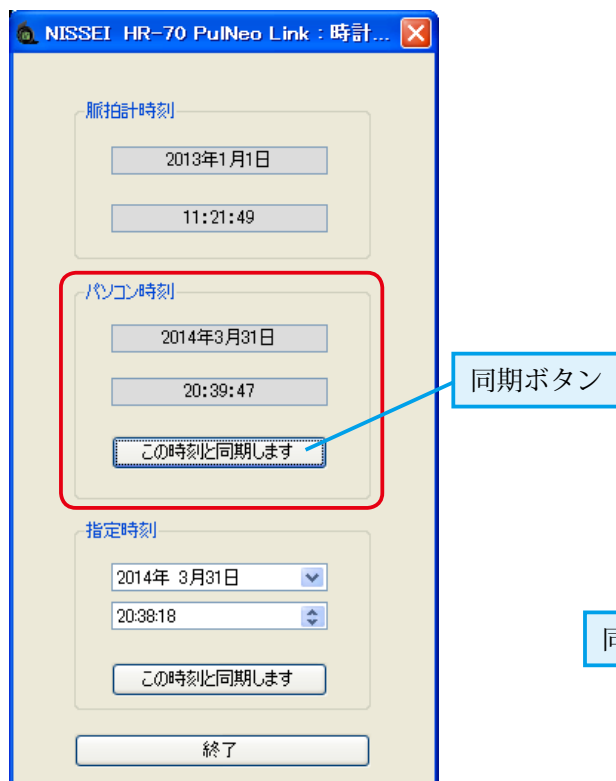 NISSEI HR-70 PulNeo Link：時計...
脈拍計時刻
2013年1月1日
11:21:49
パソコン時刻
2014年3月31日
20:39:47
この時刻と同期します
同期ボタン
指定時刻
2014年 3月31日
20:38:18
この時刻と同期します
同
終了